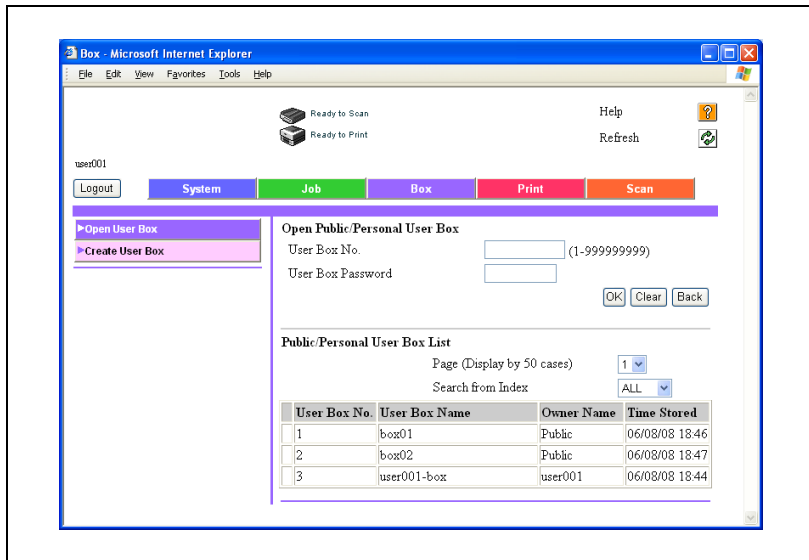 Box - Microsoft Internet Explorer
File Edit View Favorites Tools Help
Ready to Scan Help ?
Ready to Print Refresh
user001
Logout System Job Box Print Scan
Open User Box
Create User Box
Open Public/Personal User Box
User Box No. (1-999999999)
User Box Password
OK Clear Back
Public/Personal User Box List
Page (Display by 50 cases) 1
Search from Index ALL
User Box No. User Box Name Owner Name Time Stored
1 box01 Public 06/08/08 18:46
2 box02 Public 06/08/08 18:47
3 user001-box user001 06/08/08 18:44